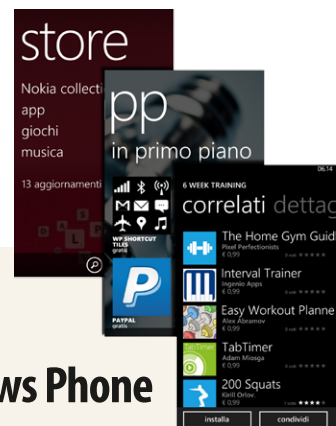 store
Nokia collecti
app
giochi
musica
13 aggiornamenti
pp
in primo piano
WP SHORTCUT
TILES
gratis
PAYPAL
gratis
06.14
6 WEEK TRAINING
correlati dettag
The Home Gym Guid
Pixel Perfectionists
€ 0,99
Interval Trainer
Ingenio Apps
€ 0,99
Easy Workout Planne
Alex Abramov
€ 0,99
TabTimer
Adam Miosga
€ 0,99
200 Squats
Kirill Orlov.
€ 0,99
installa
condividi
ws Phone